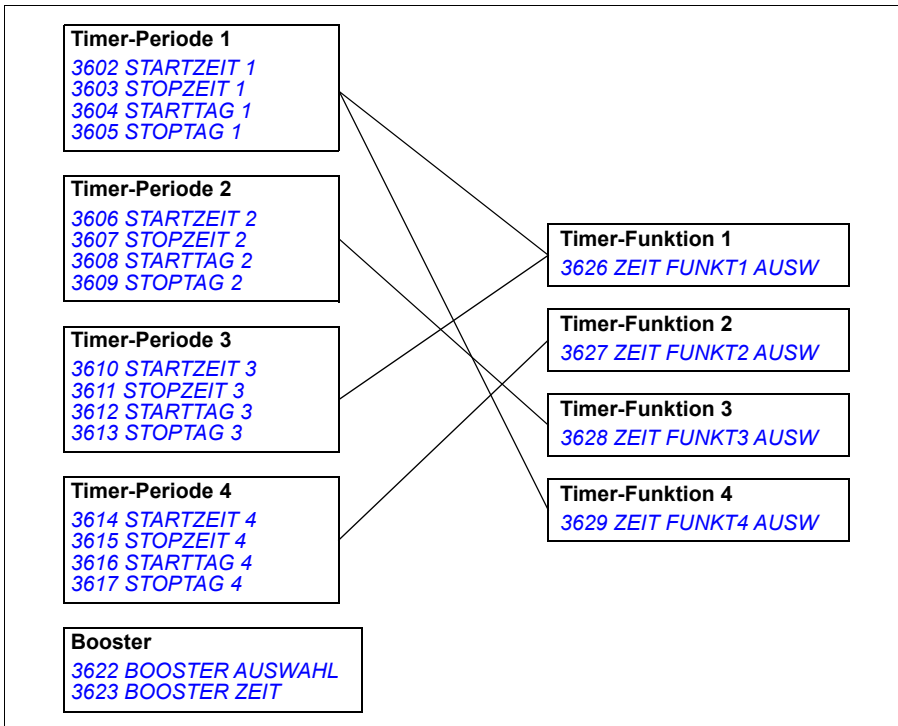 Timer-Periode 1
3602 STARTZEIT 1
3603 STOPZEIT 1
3604 STARTTAG 1
3605 STOPTAG 1
Timer-Periode 2
3606 STARTZEIT 2
3607 STOPZEIT 2
3608 STARTTAG 2
3609 STOPTAG 2
Timer-Periode 3
3610 STARTZEIT 3
3611 STOPZEIT 3
3612 STARTTAG 3
3613 STOPTAG 3
Timer-Periode 4
3614 STARTZEIT 4
3615 STOPZEIT 4
3616 STARTTAG 4
3617 STOPTAG 4
Booster
3622 BOOSTER AUSWAHL
3623 BOOSTER ZEIT
Timer-Funktion 1
3626 ZEIT FUNKT1 AUSW
Timer-Funktion 2
3627 ZEIT FUNKT2 AUSW
Timer-Funktion 3
3628 ZEIT FUNKT3 AUSW
Timer-Funktion 4
3629 ZEIT FUNKT4 AUSW